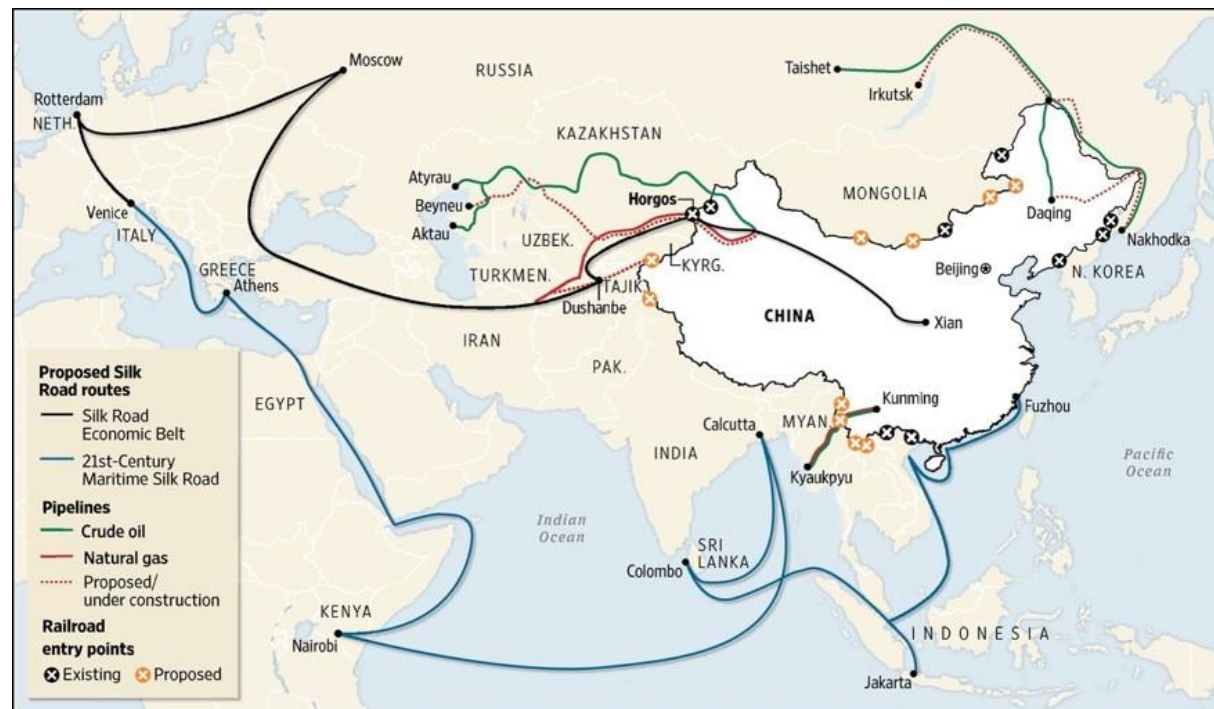 Moscow
RUSSIA
Taishet
Irkutsk
Rotterdam
NETH.
KAZAKHSTAN
Atyrau
Beyneu
Aktau
Horgos
MONGOLIA
Daqing
Nakhodka
Venice
ITALY
UZBEK.
TURKMEN.
KYRG.
TAJIK.
Dushanbe
Beijing
N. KOREA
GREECE
Athens
CHINA
Xian
IRAN
PAK.
EGYPT
Calcutta
INDIA
MYAN.
Kunming
Kyaukpyu
Fuzhou
Pacific
Ocean
Indian
Ocean
SRI
LANKA
Colombo
KENYA
Nairobi
INDONESIA
Jakarta
Proposed Silk
Road routes
Silk Road
Economic Belt
21st-Century
Maritime Silk Road
Pipelines
Crude oil
Natural gas
Proposed/
under construction
Railroad
entry points
Existing
Proposed